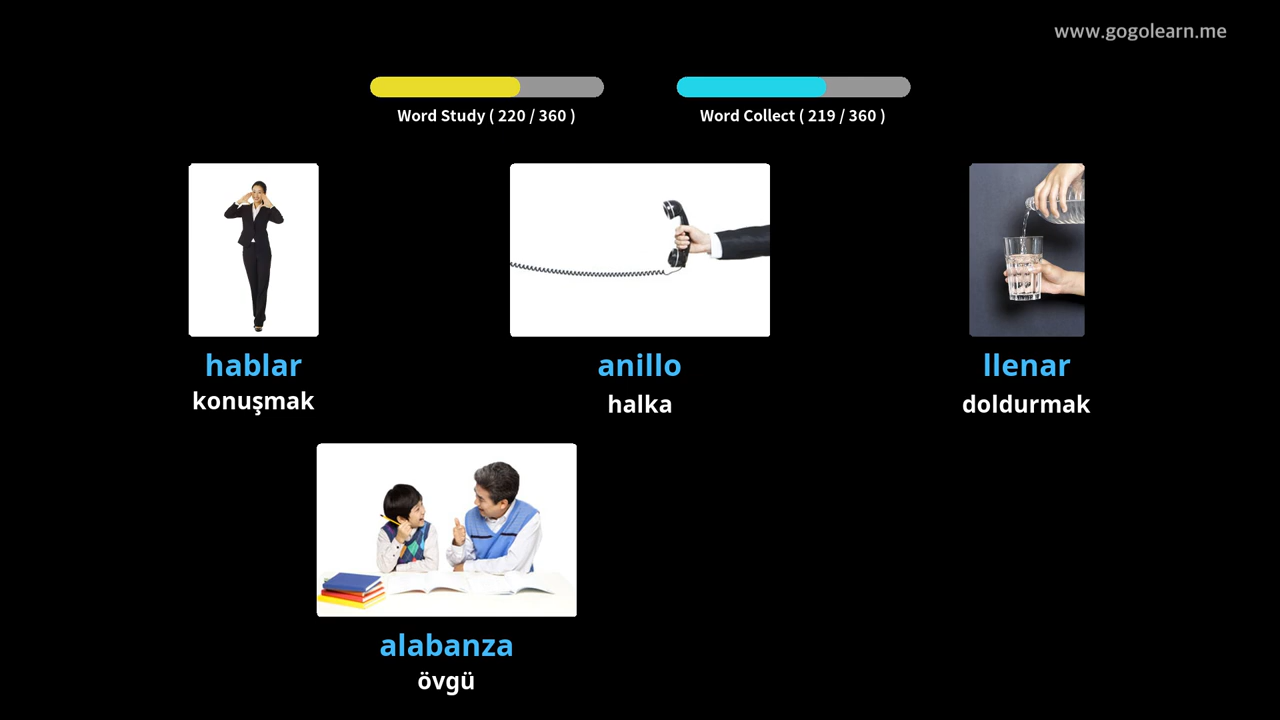 www.gogolearn.me
Word Study ( 220 / 360 )
Word Collect ( 219 / 360 )
hablar
konuşmak
anillo
halka
llenar
doldurmak
alabanza
övgü